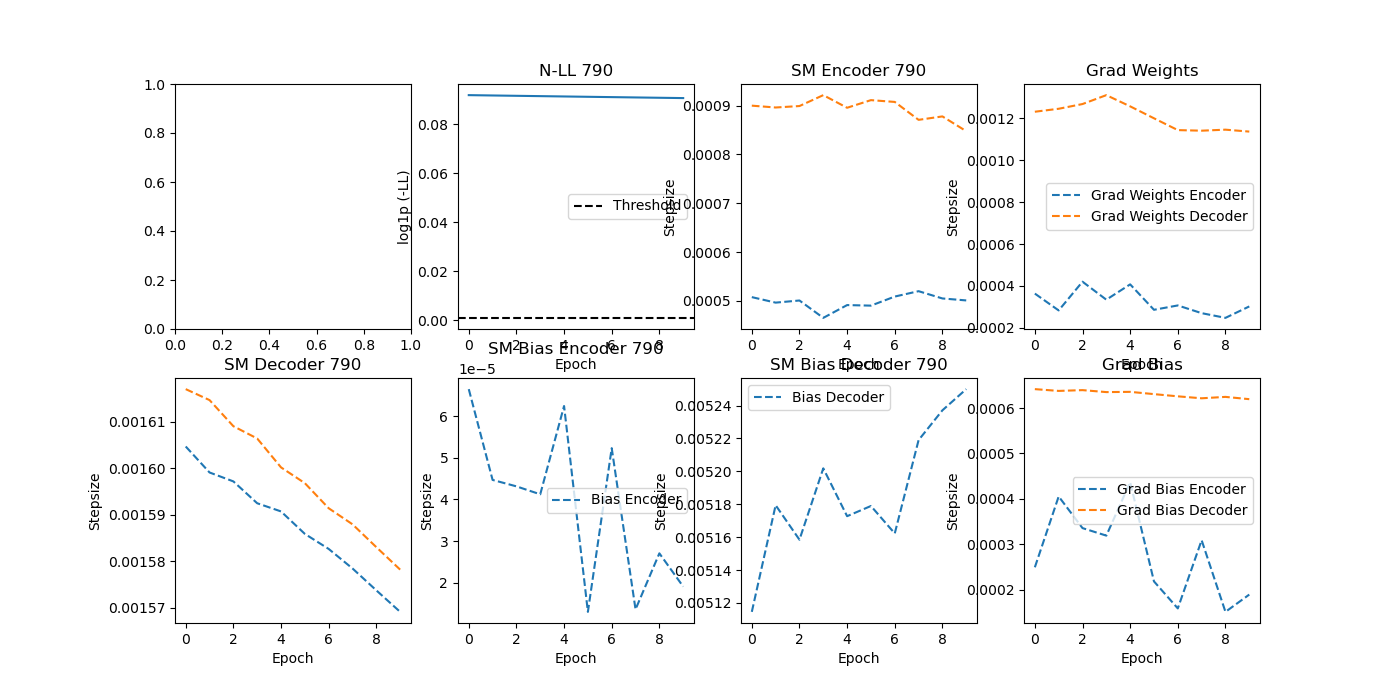 N-LL 790
SM Encoder 790
Grad Weights
1.0
0.8
0.6
0.4
0.2
0.0
0.0 0.2 0.4 0.6 0.8 1.0
log1p (-LL)
0.08
0.06
0.04
0.02
0.00
Threshold
0 2 4 6 8
Epoch
Stepsize
0.0009
0.0008
0.0007
0.0006
0.0005
0 2 4 6 8
Epoch
Stepsize
0.0012
0.0010
0.0008
0.0006
0.0004
0.0002
Grad Weights Encoder
Grad Weights Decoder
0 2 4 6 8
Epoch
SM Decoder 790
SM Bias Encoder 790
SM Bias Decoder 790
Grad Bias
Stepsize
0.00161
0.00160
0.00159
0.00158
0.00157
0 2 4 6 8
Epoch
Stepsize
1e−5
6
5
4
3
2
Bias Encoder
0 2 4 6 8
Epoch
Stepsize
0.00524
0.00522
0.00520
0.00518
0.00516
0.00514
0.00512
Bias Decoder
0 2 4 6 8
Epoch
Stepsize
0.0006
0.0005
0.0004
0.0003
0.0002
Grad Bias Encoder
Grad Bias Decoder
0 2 4 6 8
Epoch